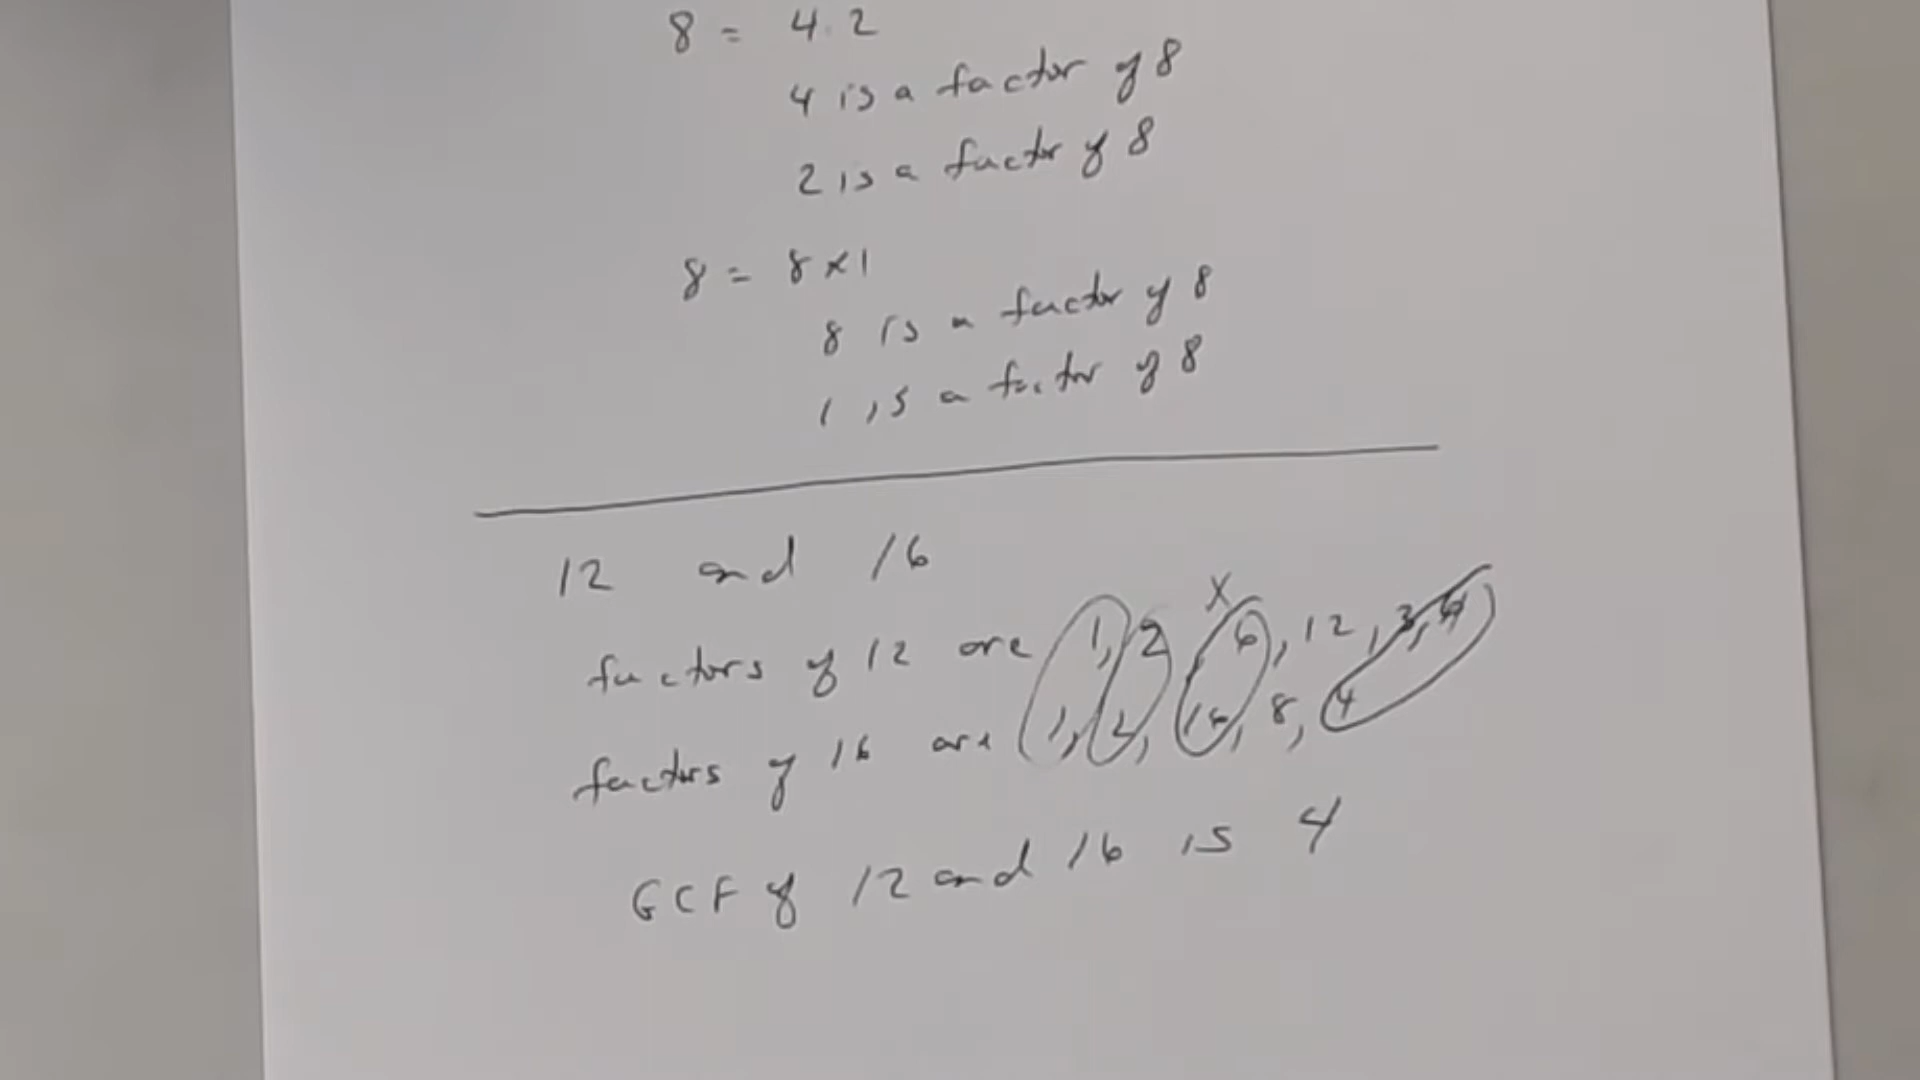 8 = 4.2
4 is a factor of 8
2 is a factor of 8
8 = 8 x 1
8 is a factor of 8
1 is a factor of 8
12 and 16
X
factors of 12 are 1, 2, 6, 12, 3, 4
factors of 16 are 1, 2, 16, 8, 4
GCF of 12 and 16 is 4